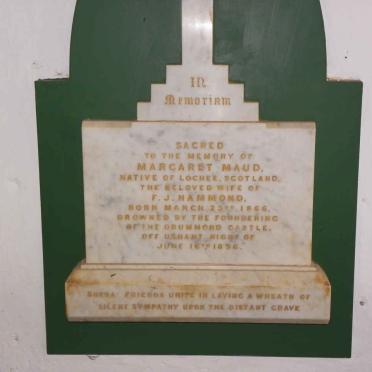 In
Memoriam
SACRED
TO THE MEMORY OF
MARGARET MAUD,
NATIVE OF LOCHEE, SCOTLAND,
THE BELOVED WIFE OF
F.J. HAMMOND,
BORN MARCH 23RD 1866,
DROWNED BY THE FOUNDERING
OF THE DRUMMOND CASTLE,
OFF USHANT, NIGHT OF
JUNE 16TH 1896.
FRIENDS UNITE IN LAYING A WREATH OF
SILENT SYMPATHY UPON THE DISTANT GRAVE